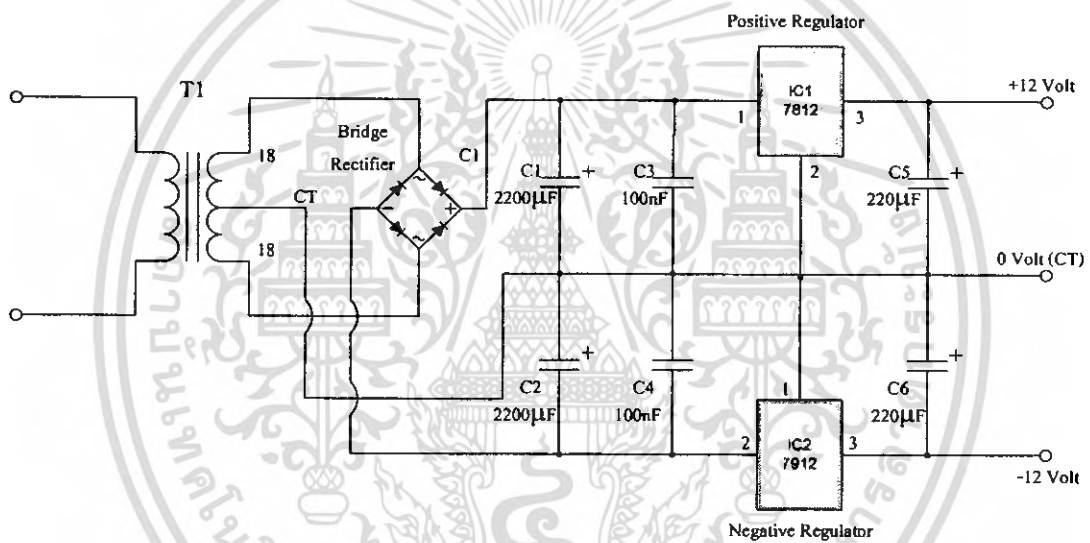 Positive Regulator
T1
18
CT
18
Bridge
Rectifier
~
-
+
~
C1
C1
+
2200µF
C3
100nF
1
IC1
7812
3
2
+12 Volt
C5
+
220µF
0 Volt (CT)
C2
+
2200µF
C4
100nF
1
2
IC2
7912
3
C6
+
220µF
-12 Volt
Negative Regulator